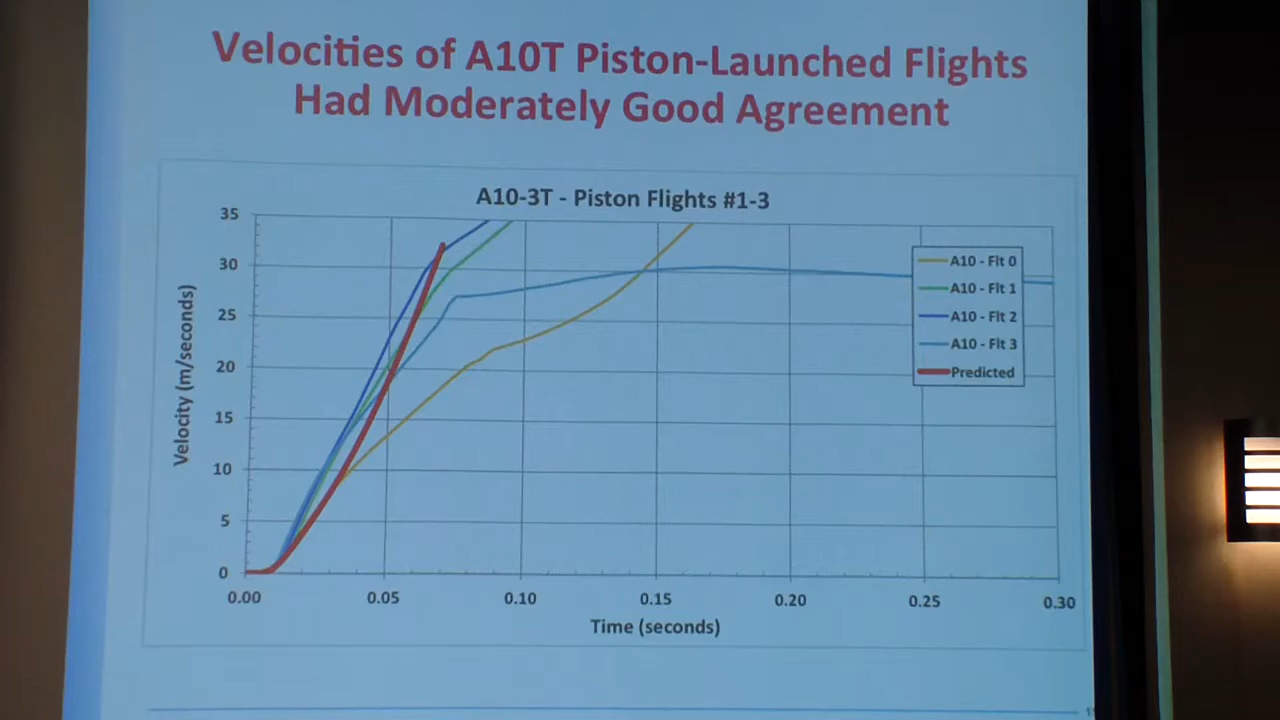 Velocities of A10T Piston-Launched Flights
Had Moderately Good Agreement
A10-3T - Piston Flights #1-3
35
30
25
20
15
10
5
0
Velocity (m/seconds)
A10 - Flt 0
A10 - Flt 1
A10 - Flt 2
A10 - Flt 3
Predicted
0.00 0.05 0.10 0.15 0.20 0.25 0.30
Time (seconds)